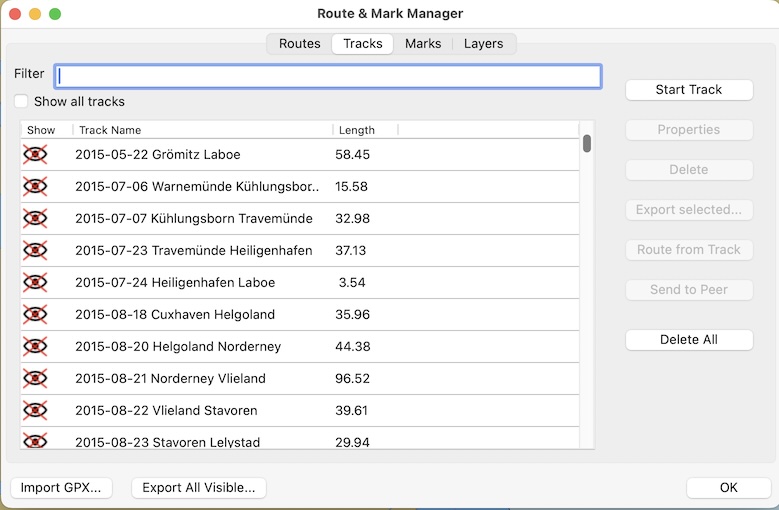 Route & Mark Manager
Routes Tracks Marks Layers
Filter
Show all tracks
Show Track Name Length
2015-05-22 Grömitz Laboe 58.45
2015-07-06 Warnemünde Kühlungsbor.. 15.58
2015-07-07 Kühlungsborn Travemünde 32.98
2015-07-23 Travemünde Heiligenhafen 37.13
2015-07-24 Heiligenhafen Laboe 3.54
2015-08-18 Cuxhaven Helgoland 35.96
2015-08-20 Helgoland Norderney 44.38
2015-08-21 Norderney Vlieland 96.52
2015-08-22 Vlieland Stavoren 39.61
2015-08-23 Stavoren Lelystad 29.94
Start Track
Properties
Delete
Export selected...
Route from Track
Send to Peer
Delete All
Import GPX... Export All Visible... OK